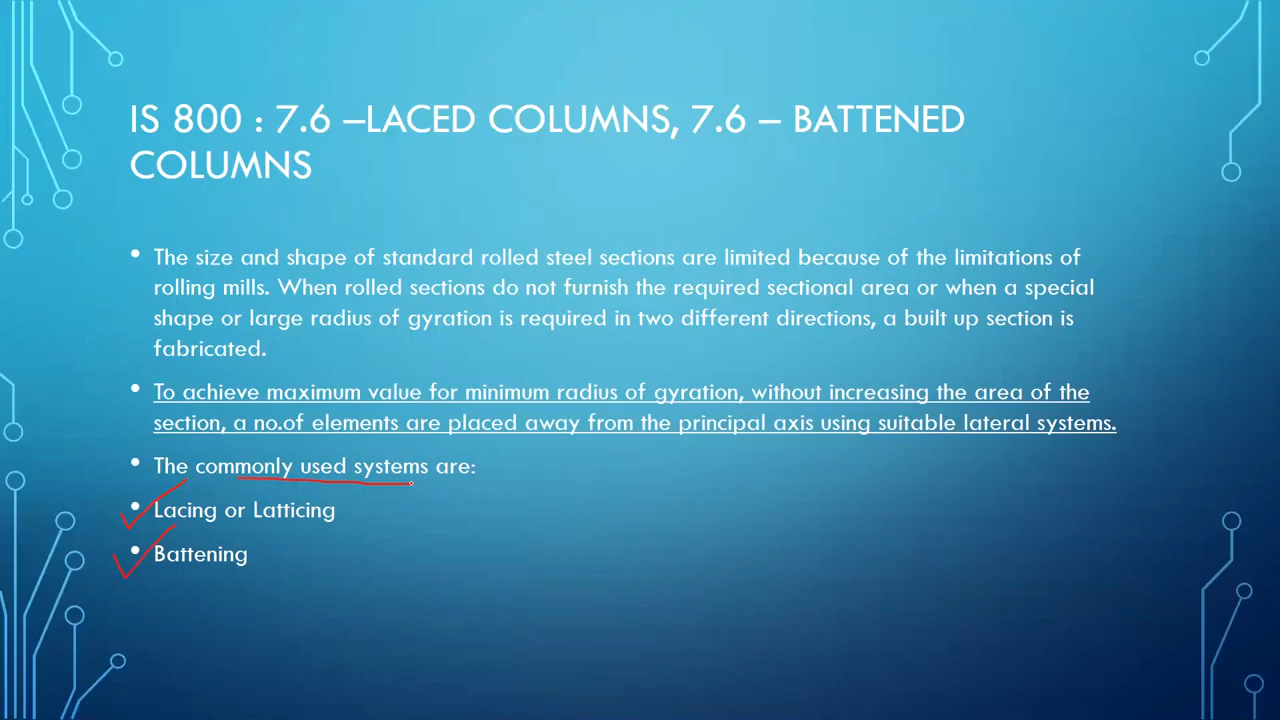 IS 800 : 7.6 –LACED COLUMNS, 7.6 – BATTENED
COLUMNS
• The size and shape of standard rolled steel sections are limited because of the limitations of
rolling mills. When rolled sections do not furnish the required sectional area or when a special
shape or large radius of gyration is required in two different directions, a built up section is
fabricated.
• To achieve maximum value for minimum radius of gyration, without increasing the area of the
section, a no.of elements are placed away from the principal axis using suitable lateral systems.
• The commonly used systems are:
• Lacing or Latticing
• Battening